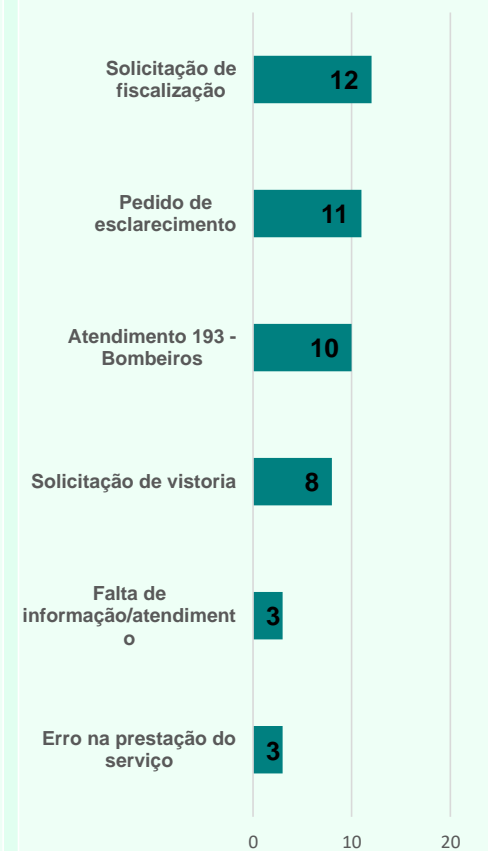 Solicitação de
fiscalização
12
Pedido de
esclarecimento
11
Atendimento 193 -
Bombeiros
10
Solicitação de vistoria
8
Falta de
informação/atendiment
o
3
Erro na prestação do
serviço
3
0 10 20